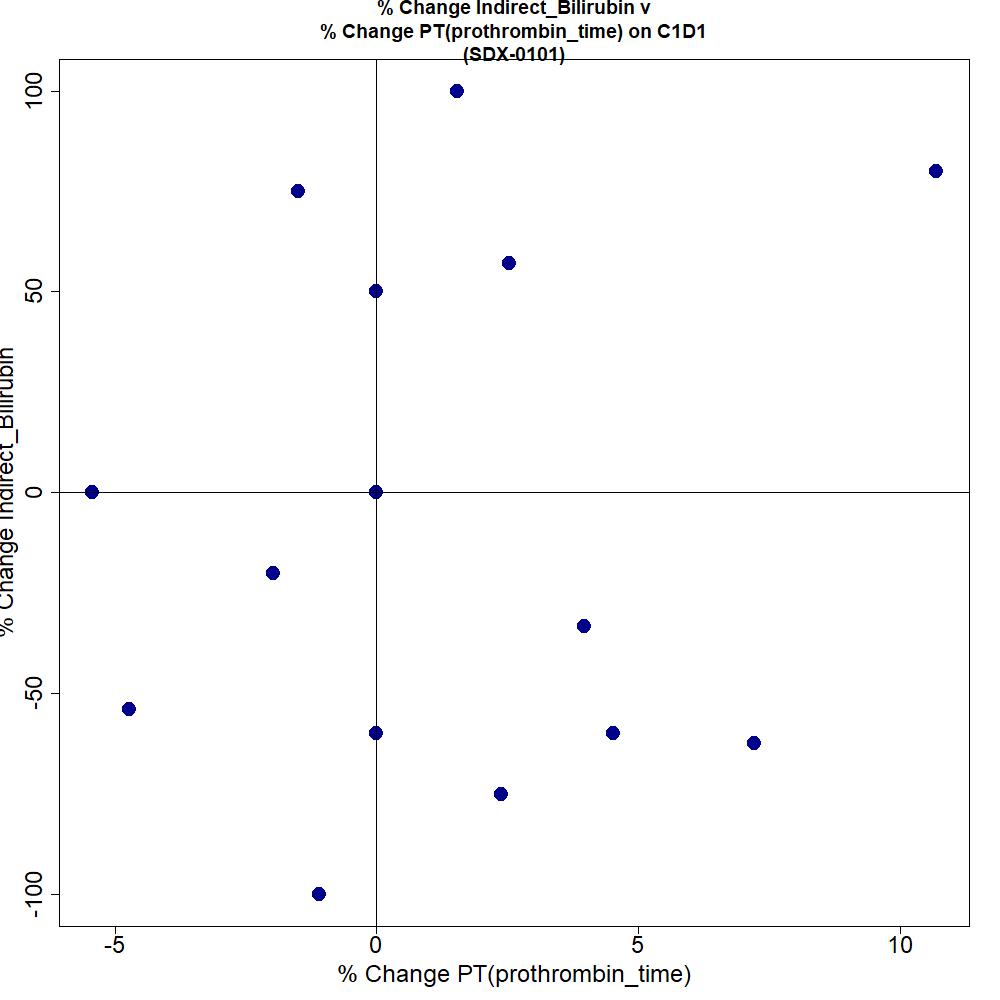 % Change Indirect_Bilirubin v
% Change PT(prothrombin_time) on C1D1
(SDX-0101)
100
50
0
-50
-100
% Change Indirect_Bilirubin
-5
0
5
10
% Change PT(prothrombin_time)